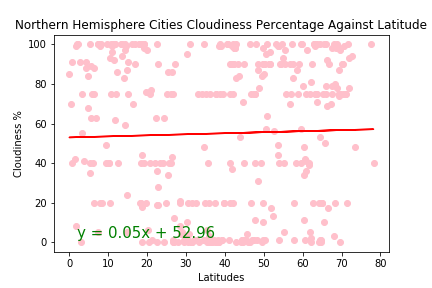 Northern Hemisphere Cities Cloudiness Percentage Against Latitude
100
80
60
40
20
0
Cloudiness %
y = 0.05x + 52.96
0 10 20 30 40 50 60 70 80
Latitudes